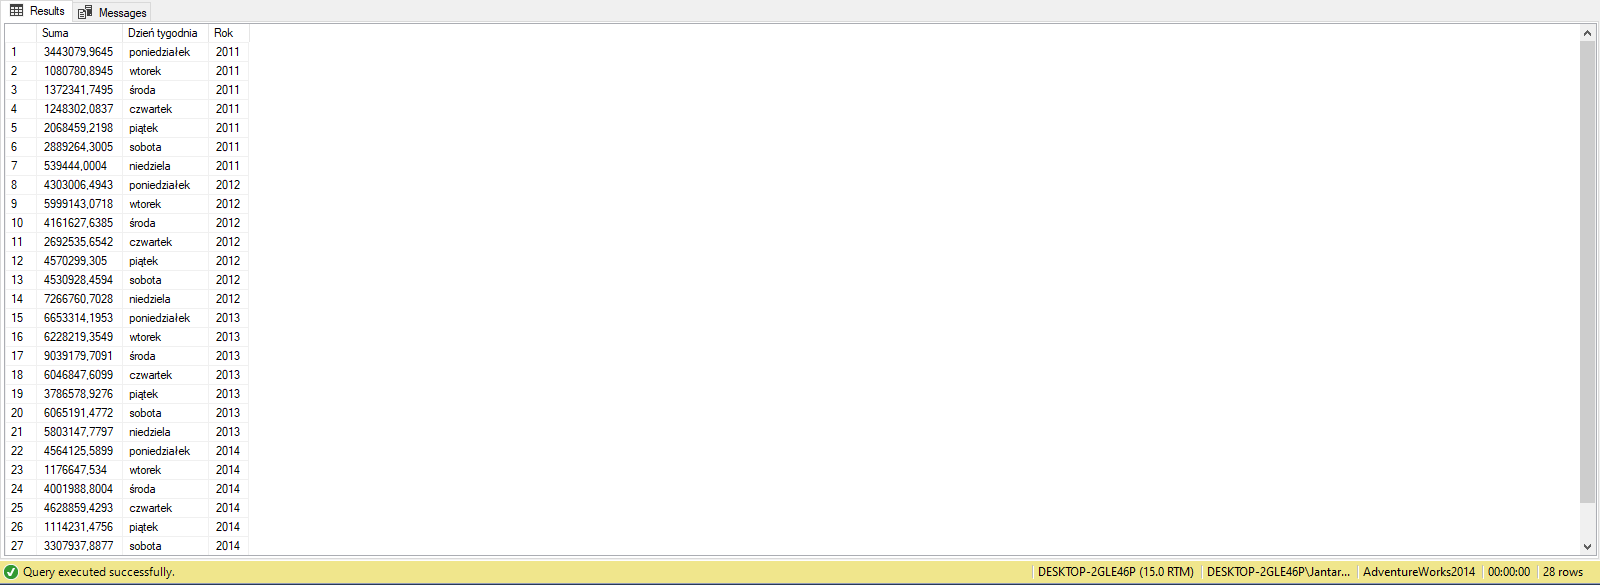 Results Messages
Suma Dzień tygodnia Rok
1 3443079,9645 poniedziałek 2011
2 1080780,8945 wtorek 2011
3 1372341,7495 środa 2011
4 1248302,0837 czwartek 2011
5 2068459,2198 piątek 2011
6 2889264,3005 sobota 2011
7 539444,0004 niedziela 2011
8 4303006,4943 poniedziałek 2012
9 5999143,0718 wtorek 2012
10 4161627,6385 środa 2012
11 2692535,6542 czwartek 2012
12 4570299,305 piątek 2012
13 4530928,4594 sobota 2012
14 7266760,7028 niedziela 2012
15 6653314,1953 poniedziałek 2013
16 6228219,3549 wtorek 2013
17 9039179,7091 środa 2013
18 6046847,6099 czwartek 2013
19 3786578,9276 piątek 2013
20 6065191,4772 sobota 2013
21 5803147,7797 niedziela 2013
22 4564125,5899 poniedziałek 2014
23 1176647,534 wtorek 2014
24 4001988,8004 środa 2014
25 4628859,4293 czwartek 2014
26 1114231,4756 piątek 2014
27 3307937,8877 sobota 2014
Query executed successfully. DESKTOP-2GLE46P (15.0 RTM) DESKTOP-2GLE46P\Jantar... AdventureWorks2014 00:00:00 28 rows